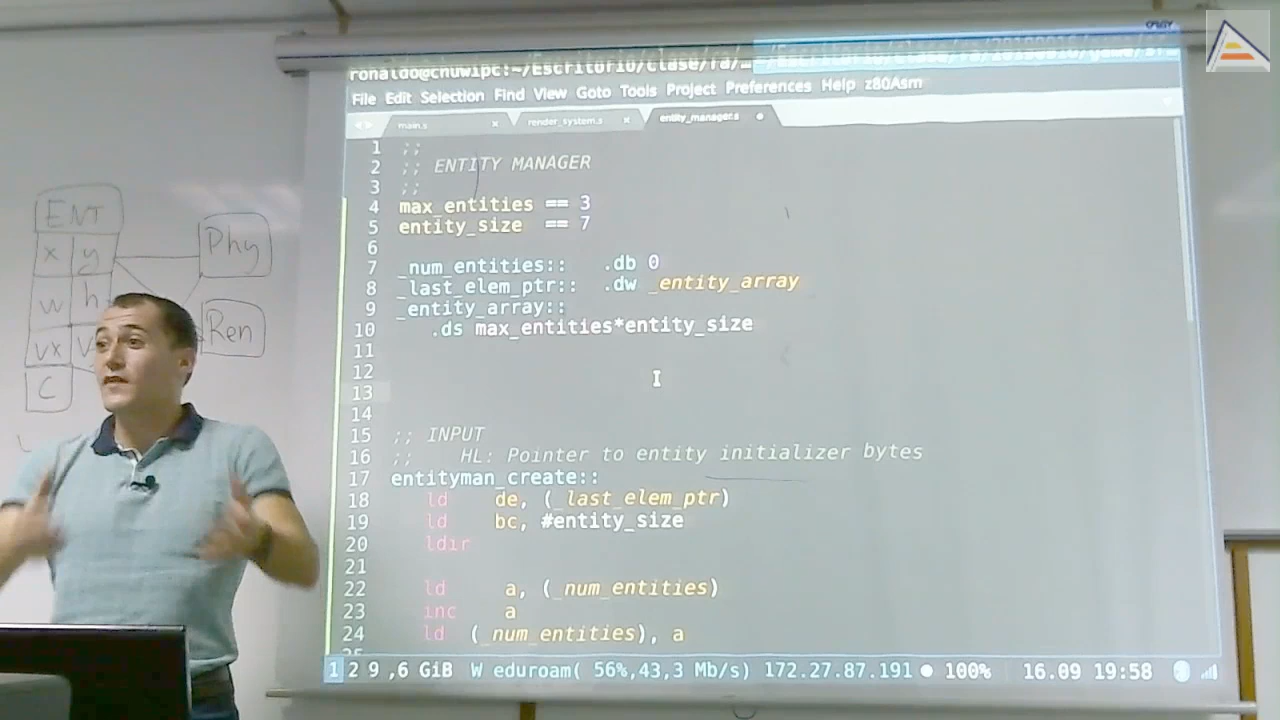 ENT
x y
w h
vx
C
Phy
Ren
ronaldo@cnuwipc:~/Escritorio/Clase/ra/…
File Edit Selection Find View Goto Tools Project Preferences Help z80Asm
main.s × render_system.s × entity_manager.s
1 ;;
2 ;; ENTITY MANAGER
3 ;;
4 max_entities == 3
5 entity_size == 7
6
7 _num_entities:: .db 0
8 _last_elem_ptr:: .dw _entity_array
9 _entity_array::
10 .ds max_entities*entity_size
11
12
13
14
15 ;; INPUT
16 ;; HL: Pointer to entity initializer bytes
17 entityman_create::
18 ld de, (_last_elem_ptr)
19 ld bc, #entity_size
20 ldir
21
22 ld a, (_num_entities)
23 inc a
24 ld (_num_entities), a
1 2 9 ,6 GiB W eduroam( 56%,43,3 Mb/s) 172.27.87.191 ● 100% 16.09 19:58